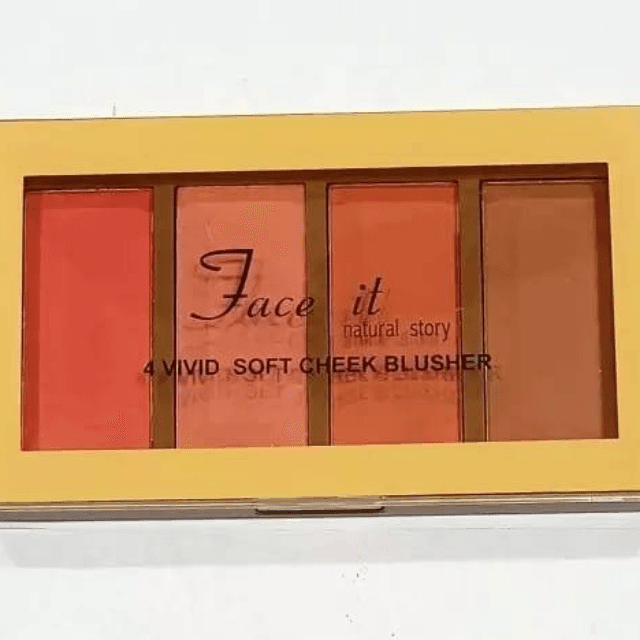 Face it
natural story
4 VIVID SOFT CHEEK BLUSHER